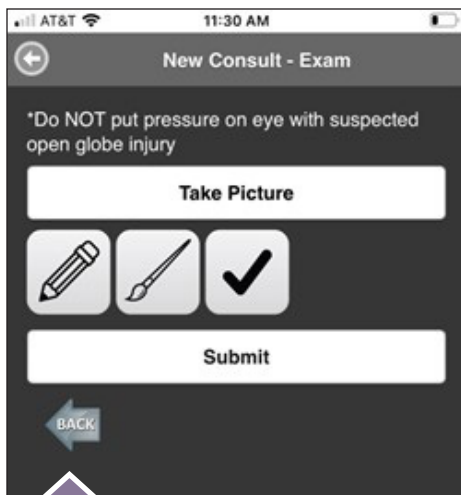 AT&T 11:30 AM
New Consult - Exam
*Do NOT put pressure on eye with suspected
open globe injury
Take Picture
Submit
BACK